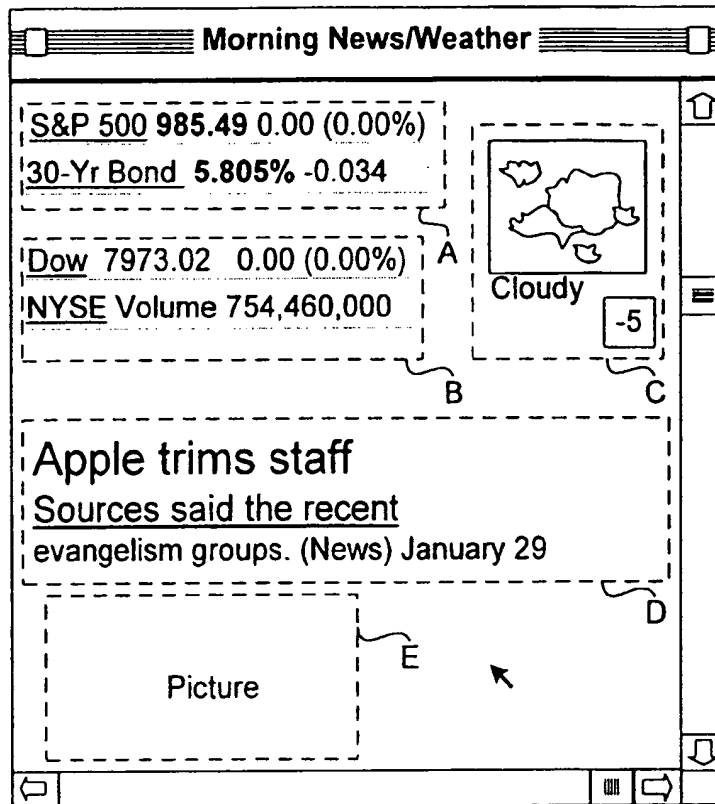 Morning News/Weather
S&P 500 985.49 0.00 (0.00%)
30-Yr Bond 5.805% -0.034
A
Dow 7973.02 0.00 (0.00%)
NYSE Volume 754,460,000
B
Cloudy
-5
C
Apple trims staff
Sources said the recent
evangelism groups. (News) January 29
D
Picture
E